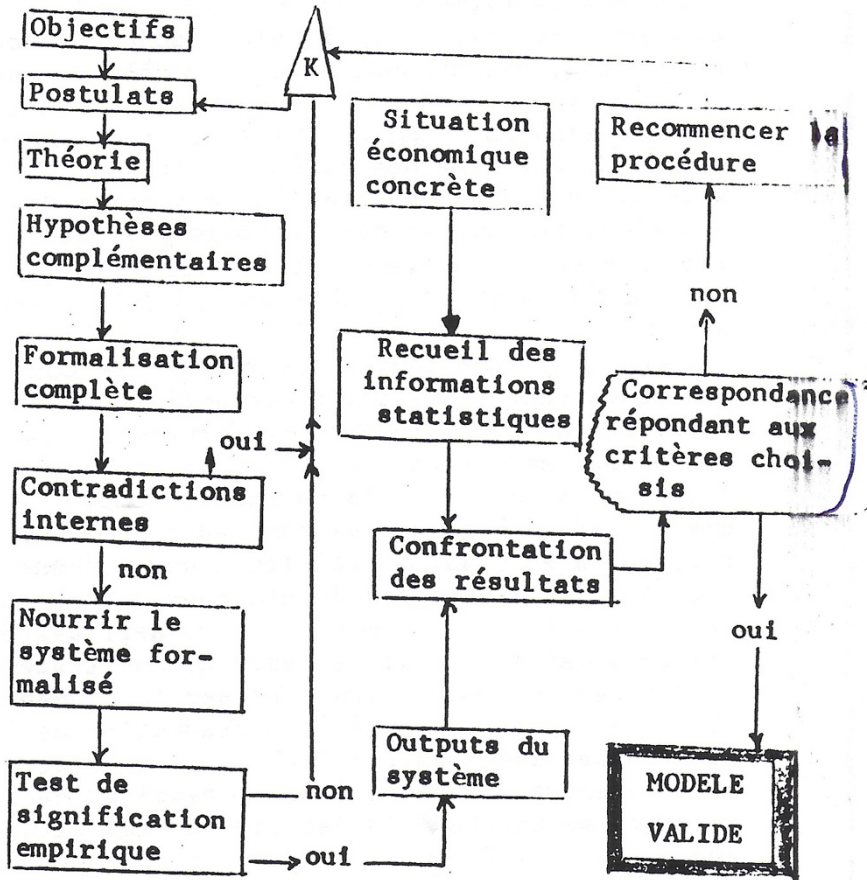 Objectifs
Postulats
Théorie
Hypothèses
complémentaires
Formalisation
complète
oui
Contradictions
internes
non
Nourrir le
système for-
malisé
Test de
signification
empirique
non
oui
K
Situation
économique
concrète
Recueil des
informations
statistiques
Confrontation
des résultats
Outputs du
système
Recommencer la
procédure
non
Correspondance
répondant aux
critères choi-
sis
oui
MODELE
VALIDE